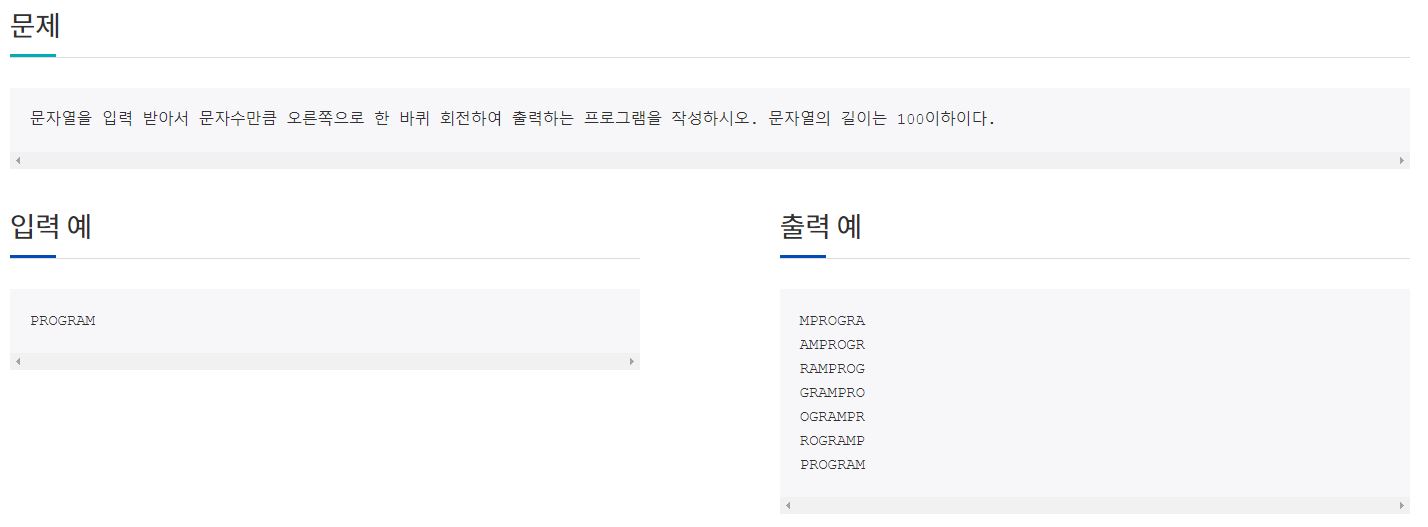 문제
문자열을 입력 받아서 문자수만큼 오른쪽으로 한 바퀴 회전하여 출력하는 프로그램을 작성하시오. 문자열의 길이는 100이하이다.
입력 예
PROGRAM
출력 예
MPROGRA
AMPROGR
RAMPROG
GRAMPRO
OGRAMPR
ROGRAMP
PROGRAM